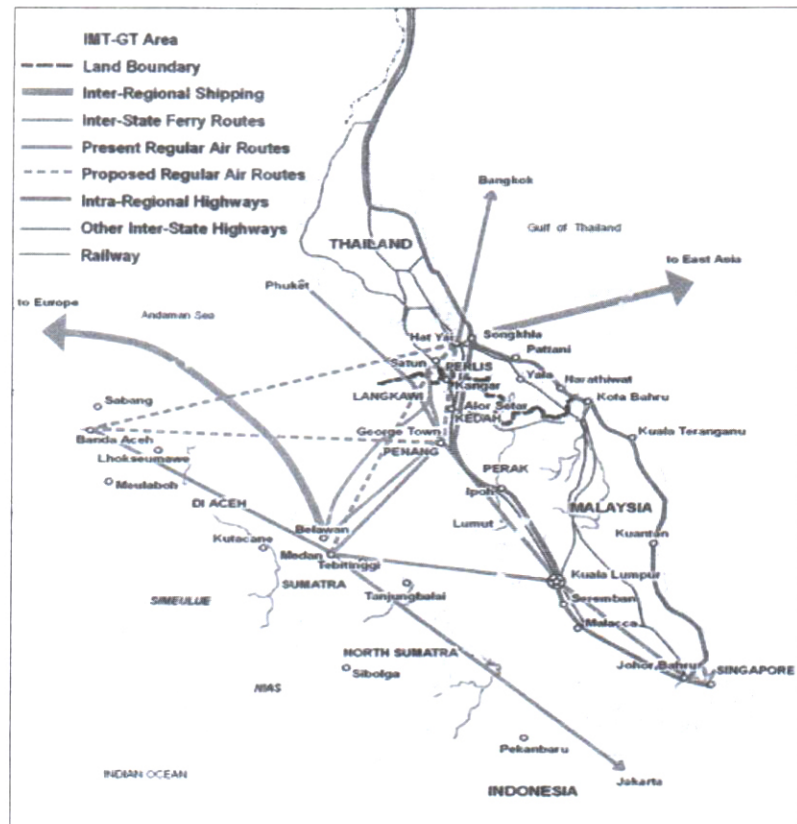 IMT-GT Area
Land Boundary
Inter-Regional Shipping
Inter-State Ferry Routes
Present Regular Air Routes
Proposed Regular Air Routes
Intra-Regional Highways
Other Inter-State Highways
Railway
Bangkok
Gulf of Thailand
THAILAND
to East Asia
Phuket
to Europe
Andaman Sea
Hat Yai
Songkhla
Pattani
Satun
PERLIS
Yala
Narathiwat
Kangar
LANGKAWI
Kota Bahru
Sabang
Alor Setar
KEDAH
George Town
Kuala Teranganu
Banda Aceh
PENANG
Lhokseumawe
PERAK
Meulaboh
Ipoh
DI ACEH
MALAYSIA
Lumut
Belawan
Kuantan
Kutacane
Medan
Tebitinggi
Kuala Lumpur
SUMATRA
Tanjungbalai
Seremban
SIMEULUE
Malacca
NORTH SUMATRA
Johor Bahru
SINGAPORE
Sibolga
NIAS
Pekanbaru
INDIAN OCEAN
Jakarta
INDONESIA